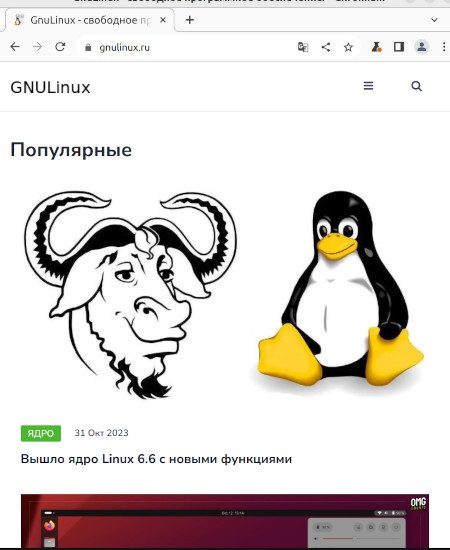 GnuLinux - свободное пр
gnulinux.ru
GNULinux
Популярные
ЯДРО 31 Окт 2023
Вышло ядро Linux 6.6 с новыми функциями
OMG